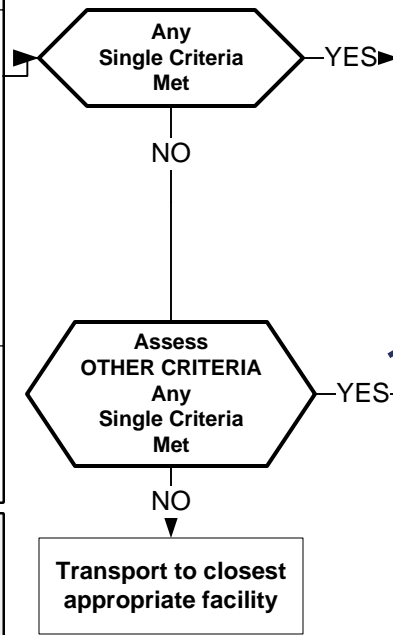 Any
Single Criteria
Met
YES
NO
Assess
OTHER CRITERIA
Any
Single Criteria
Met
YES
NO
Transport to closest
appropriate facility